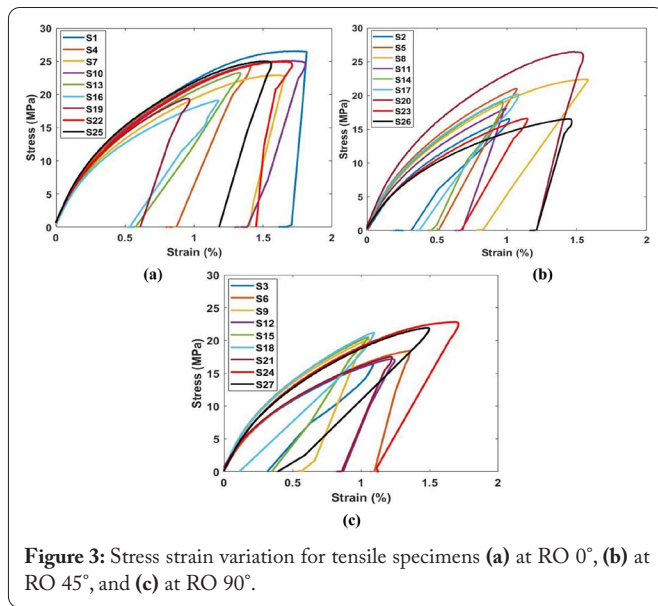 30
25
20
15
10
5
0
Stress (MPa)
S1
S4
S7
S10
S13
S16
S19
S22
S25
0
0.5
1
1.5
2
Strain (%)
(a)
30
25
20
15
10
5
0
Stress (MPa)
S2
S5
S8
S11
S14
S17
S20
S23
S26
0
0.5
1
1.5
2
Strain (%)
(b)
30
25
20
15
10
5
0
Stress (MPa)
S3
S6
S9
S12
S15
S18
S21
S24
S27
0
0.5
1
1.5
2
Strain (%)
(c)
Figure 3: Stress strain variation for tensile specimens (a) at RO 0°, (b) at
RO 45°, and (c) at RO 90°.